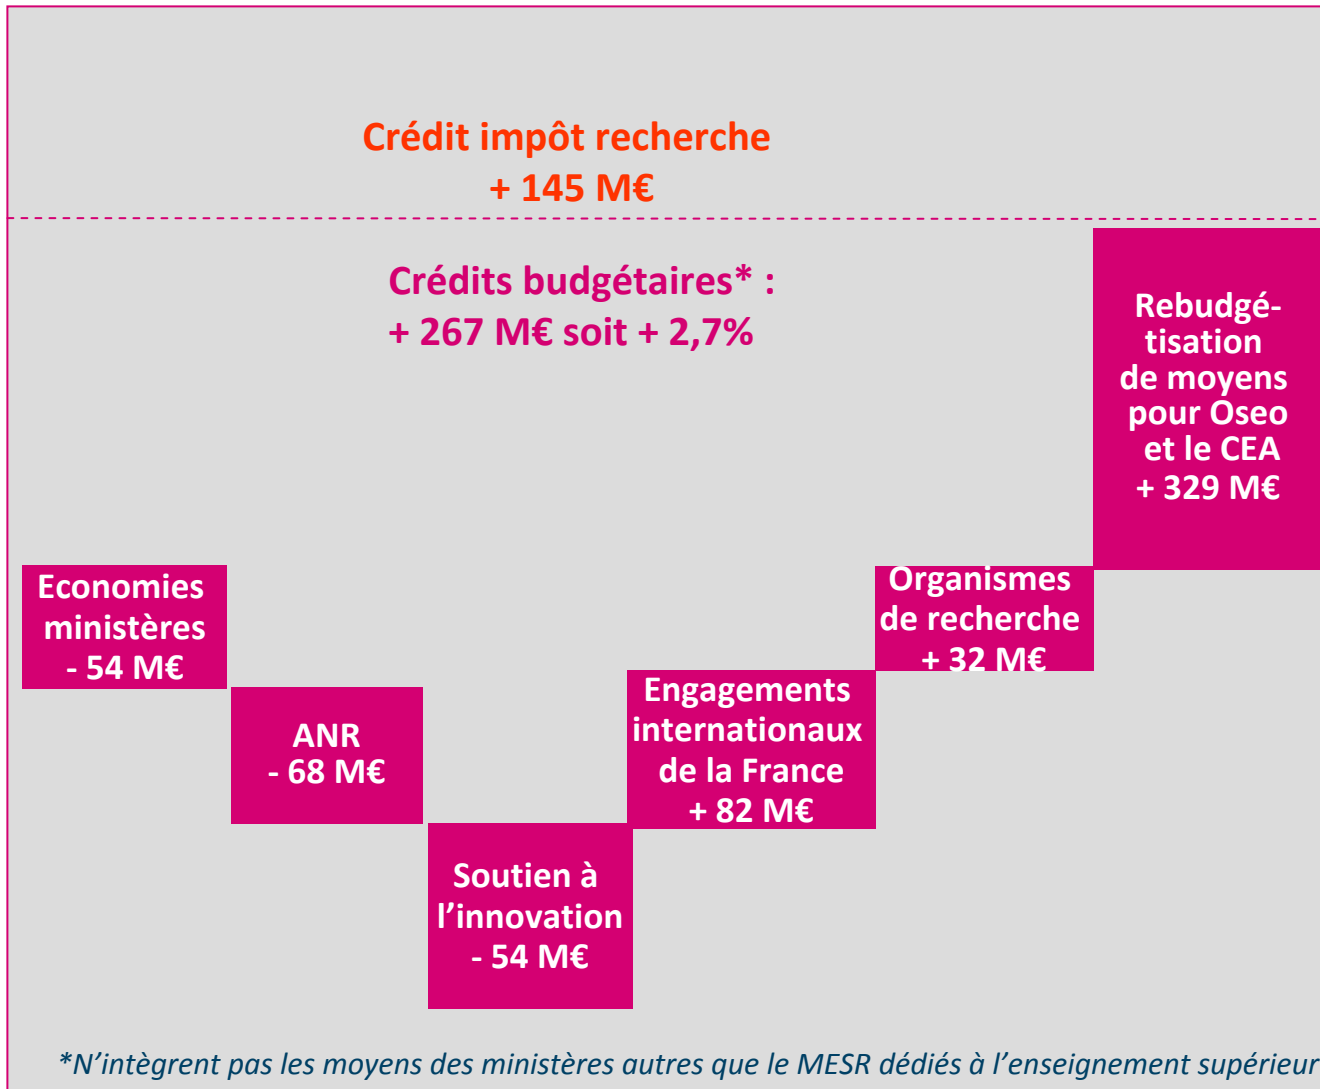 Crédit impôt recherche
+ 145 M€
Crédits budgétaires* :
+ 267 M€ soit + 2,7%
Rebudgé-
tisation
de moyens
pour Oseo
et le CEA
+ 329 M€
Economies
ministères
- 54 M€
ANR
- 68 M€
Soutien à
l’innovation
- 54 M€
Engagements
internationaux
de la France
+ 82 M€
Organismes
de recherche
+ 32 M€
*N’intègrent pas les moyens des ministères autres que le MESR dédiés à l’enseignement supérieur